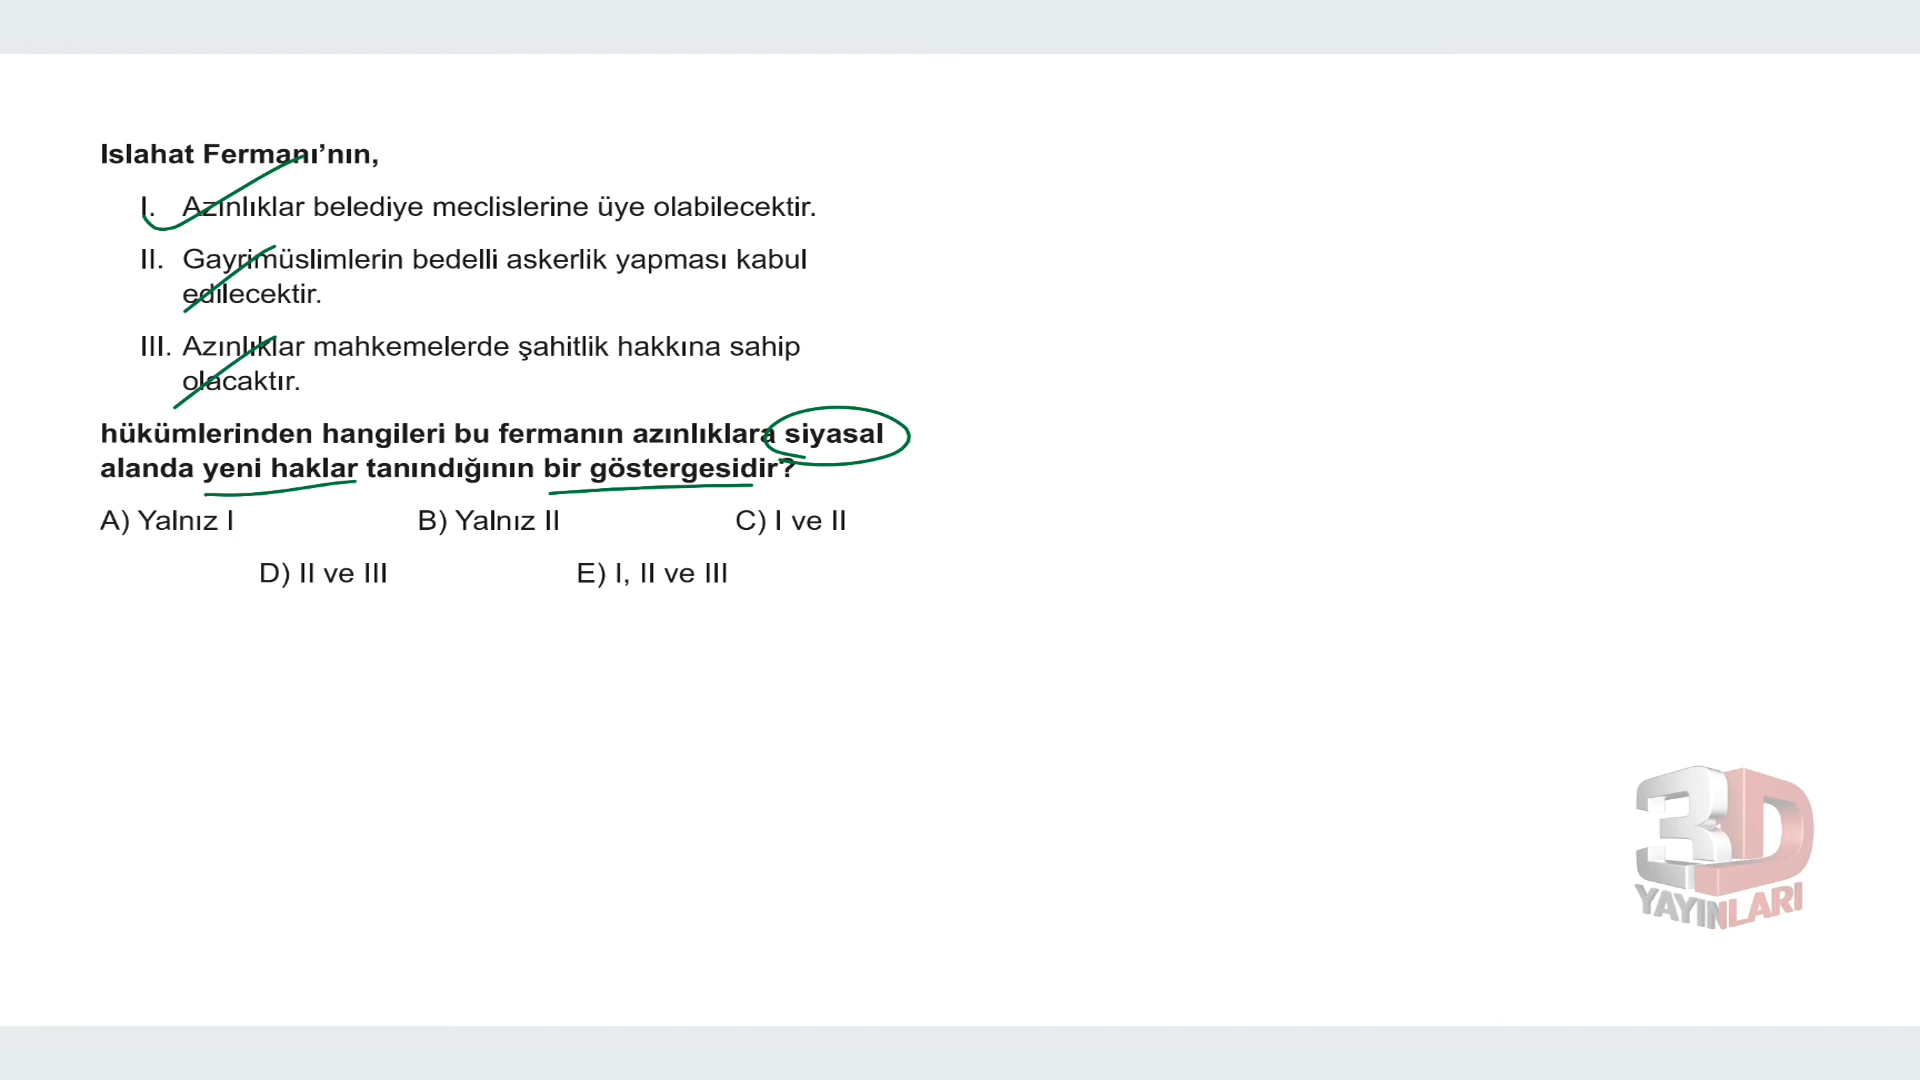 Islahat Fermanı’nın,
I. Azınlıklar belediye meclislerine üye olabilecektir.
II. Gayrimüslimlerin bedelli askerlik yapması kabul
edilecektir.
III. Azınlıklar mahkemelerde şahitlik hakkına sahip
olacaktır.
hükümlerinden hangileri bu fermanın azınlıklara siyasal
alanda yeni haklar tanındığının bir göstergesidir?
A) Yalnız I B) Yalnız II C) I ve II
D) II ve III E) I, II ve III
3D
YAYINLARI